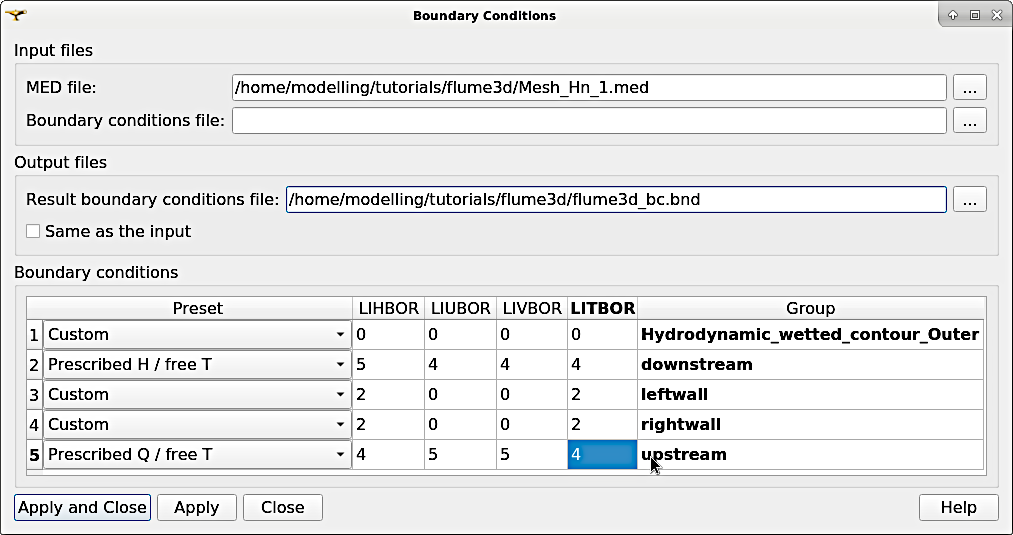 Boundary Conditions
Input files
MED file: /home/modelling/tutorials/flume3d/Mesh_Hn_1.med ...
Boundary conditions file: ...
Output files
Result boundary conditions file: /home/modelling/tutorials/flume3d/flume3d_bc.bnd ...
Same as the input
Boundary conditions
Preset LIHBOR LIUBOR LIVBOR LITBOR Group
1 Custom 0 0 0 0 Hydrodynamic_wetted_contour_Outer
2 Prescribed H / free T 5 4 4 4 downstream
3 Custom 2 0 0 2 leftwall
4 Custom 2 0 0 2 rightwall
5 Prescribed Q / free T 4 5 5 4 upstream
Apply and Close Apply Close Help